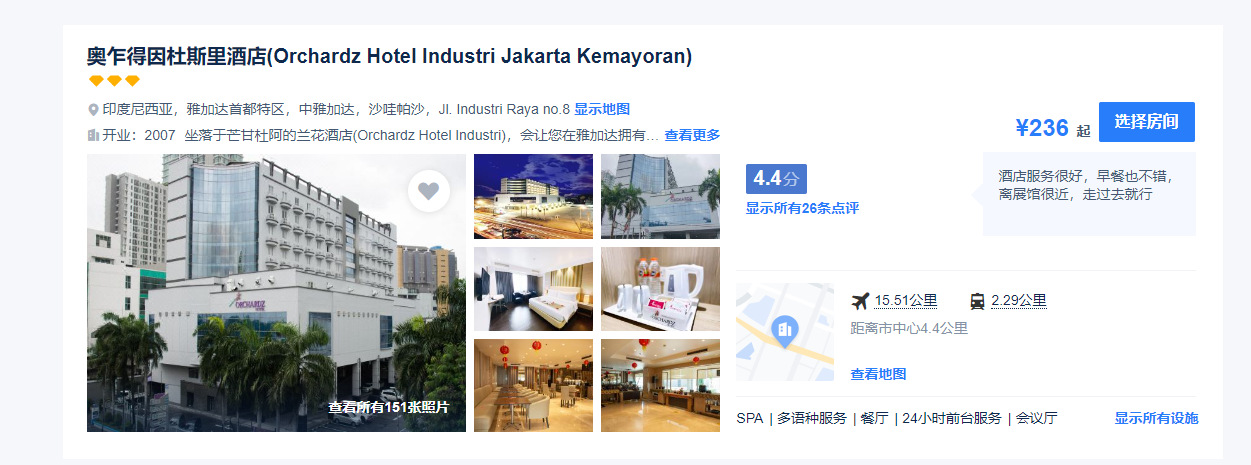 奥乍得因杜斯里酒店(Orchardz Hotel Industri Jakarta Kemayoran)
印度尼西亚，雅加达首都特区，中雅加达，沙哇帕沙，Jl. Industri Raya no.8 显示地图
开业：2007 坐落于芒甘杜阿的兰花酒店(Orchardz Hotel Industri)，会让您在雅加达拥有... 查看更多
¥236 起 选择房间
ORCHARDZ
查看所有151张照片
4.4分
显示所有26条点评
酒店服务很好，早餐也不错，
离展馆很近，走过去就行
15.51公里 2.29公里
距离市中心4.4公里
查看地图
SPA | 多语种服务 | 餐厅 | 24小时前台服务 | 会议厅 显示所有设施